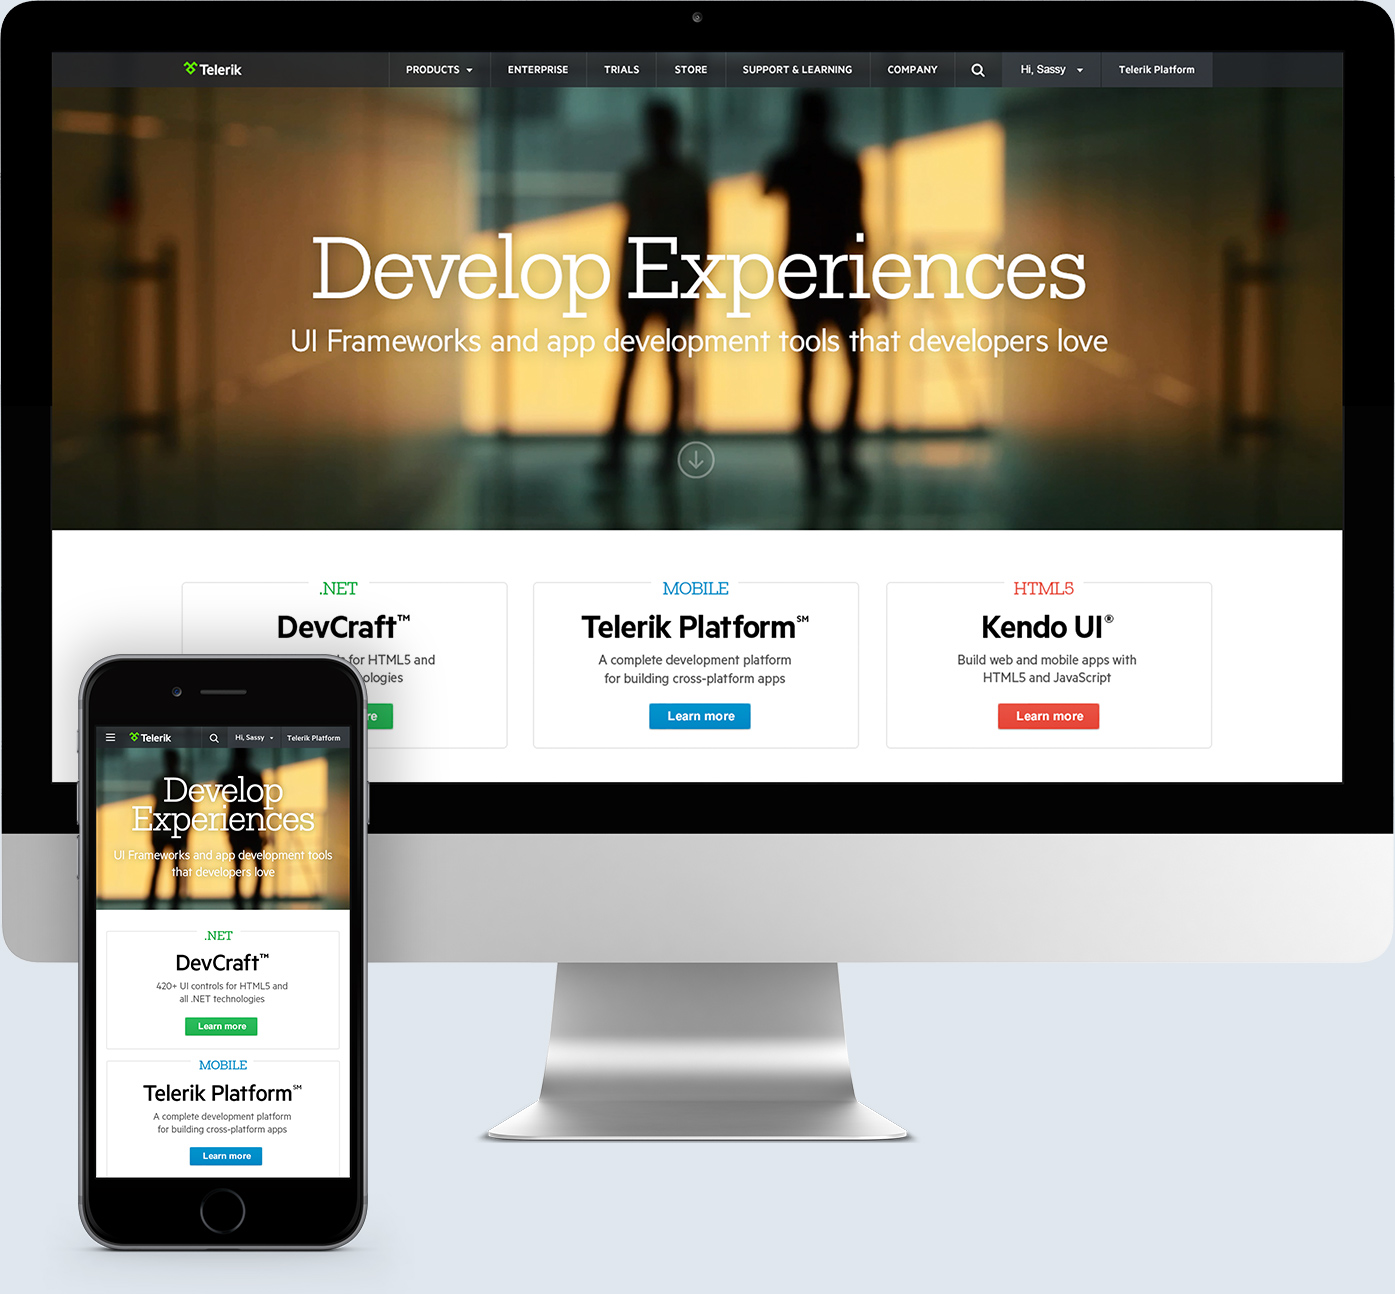 Telerik
PRODUCTS
ENTERPRISE
TRIALS
STORE
SUPPORT & LEARNING
COMPANY
Hi, Sassy
Telerik Platform
Develop Experiences
UI Frameworks and app development tools that developers love
.NET
DevCraft™
for HTML5 and
MOBILE
Telerik Platform℠
A complete development platform
for building cross-platform apps
Learn more
HTML5
Kendo UI®
Build web and mobile apps with
HTML5 and JavaScript
Learn more
Telerik
Hi, Sassy
Telerik Platform
Develop
Experiences
UI Frameworks and app development tools
that developers love
.NET
DevCraft™
420+ UI controls for HTML5 and
all .NET technologies
Learn more
MOBILE
Telerik Platform℠
A complete development platform
for building cross-platform apps
Learn more